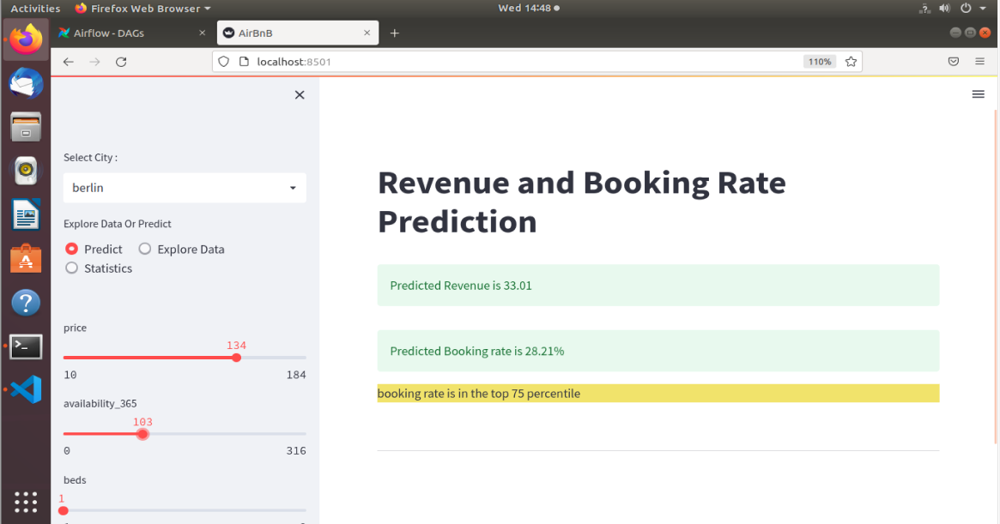 Activities Firefox Web Browser Wed 14:48
Airflow - DAGs AirBnB
localhost:8501 110%
Select City :
berlin
Explore Data Or Predict
Predict Explore Data
Statistics
price
134
10 184
availability_365
103
0 316
beds
1
Revenue and Booking Rate
Prediction
Predicted Revenue is 33.01
Predicted Booking rate is 28.21%
booking rate is in the top 75 percentile